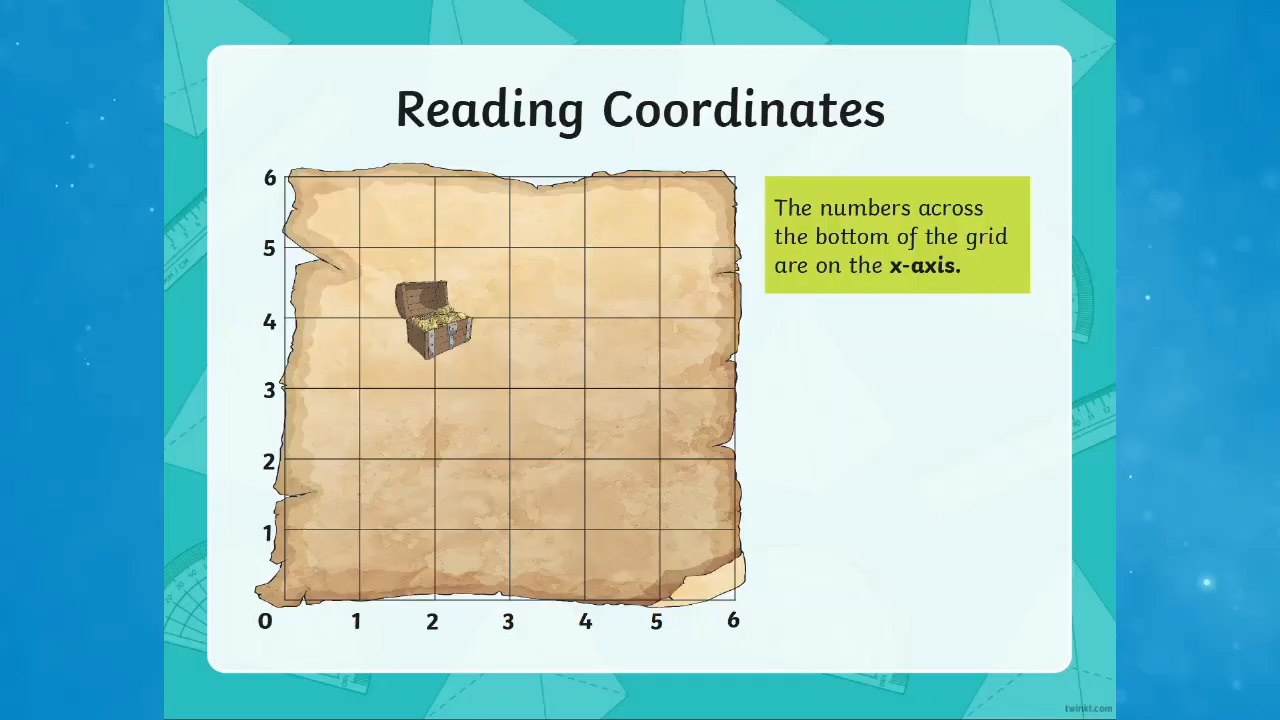 Reading Coordinates
6
5
4
3
2
1
0 1 2 3 4 5 6
The numbers across
the bottom of the grid
are on the x-axis.
twinkl.com